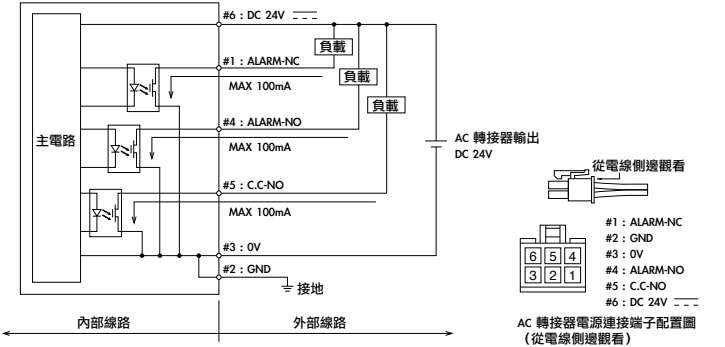 #6：DC 24V
#1：ALARM-NC
負載
MAX 100mA
負載
負載
#4：ALARM-NO
MAX 100mA
主電路
AC 轉接器輸出
DC 24V
#5：C.C-NO
MAX 100mA
#3：0V
#2：GND
接地
內部線路
外部線路
從電線側邊觀看
6 5 4
3 2 1
#1：ALARM-NC
#2：GND
#3：0V
#4：ALARM-NO
#5：C.C-NO
#6：DC 24V
AC 轉接器電源連接端子配置圖
（從電線側邊觀看）